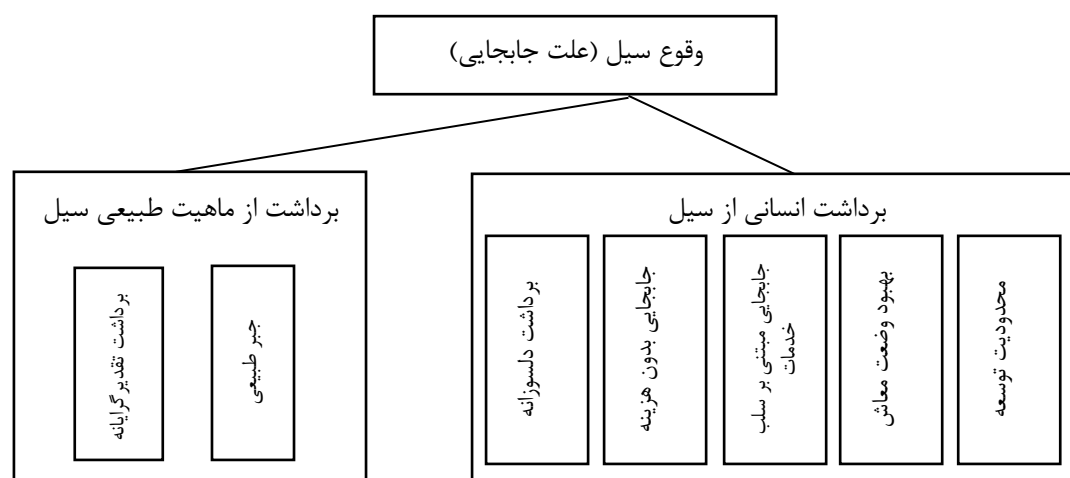 وقوع سیل (علت جابجایی)
برداشت انسانی از سیل
محدودیت توسعه
بهبود وضعت معاش
جابجایی مبتنی بر سلب
خدمات
جابجایی بدون هزینه
برداشت دلسوزانه
برداشت از ماهیت طبیعی سیل
جبر طبیعی
برداشت تقدیرگرایانه